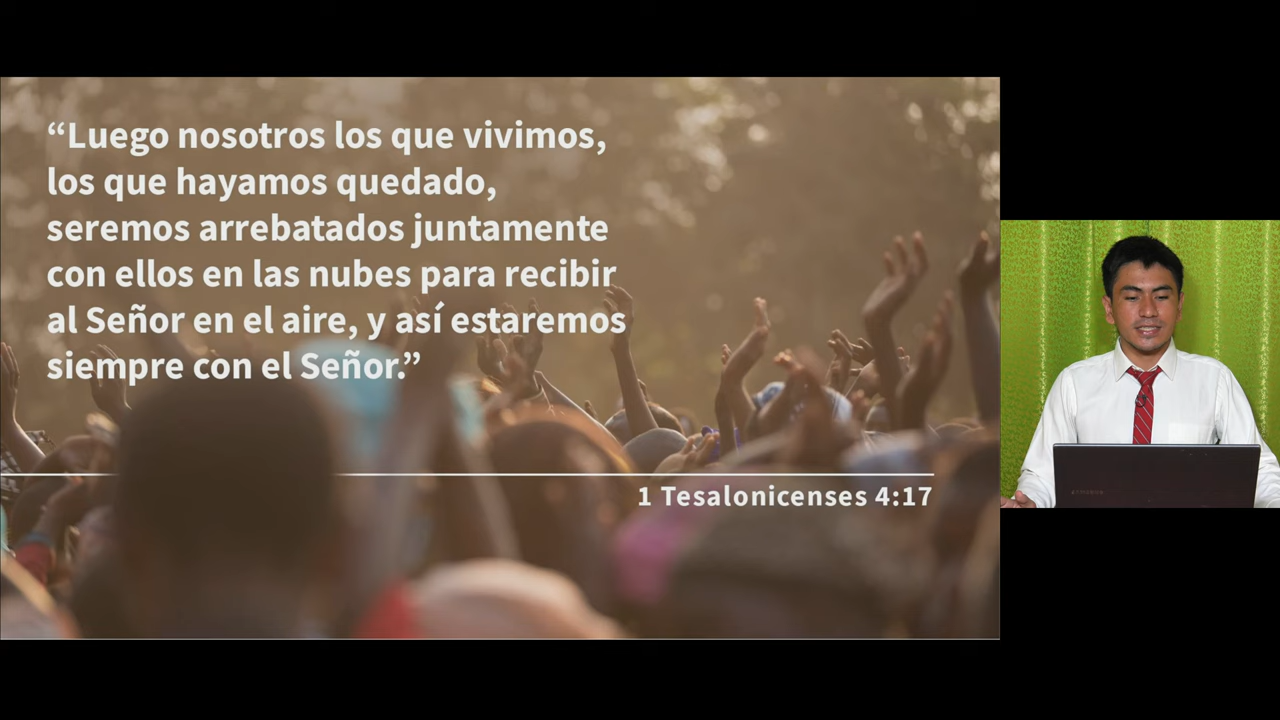 “Luego nosotros los que vivimos,
los que hayamos quedado,
seremos arrebatados juntamente
con ellos en las nubes para recibir
al Señor en el aire, y así estaremos
siempre con el Señor.”
1 Tesalonicenses 4:17